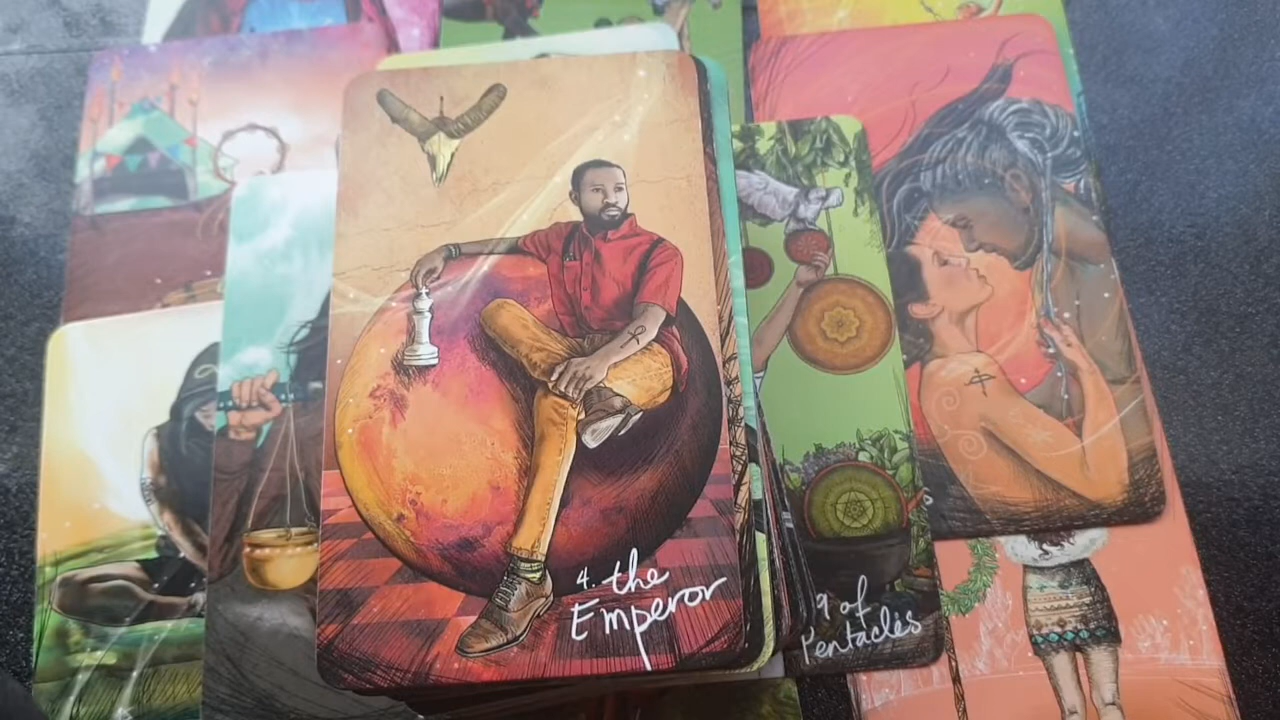 4. the
Emperor
9 of
Pentacles